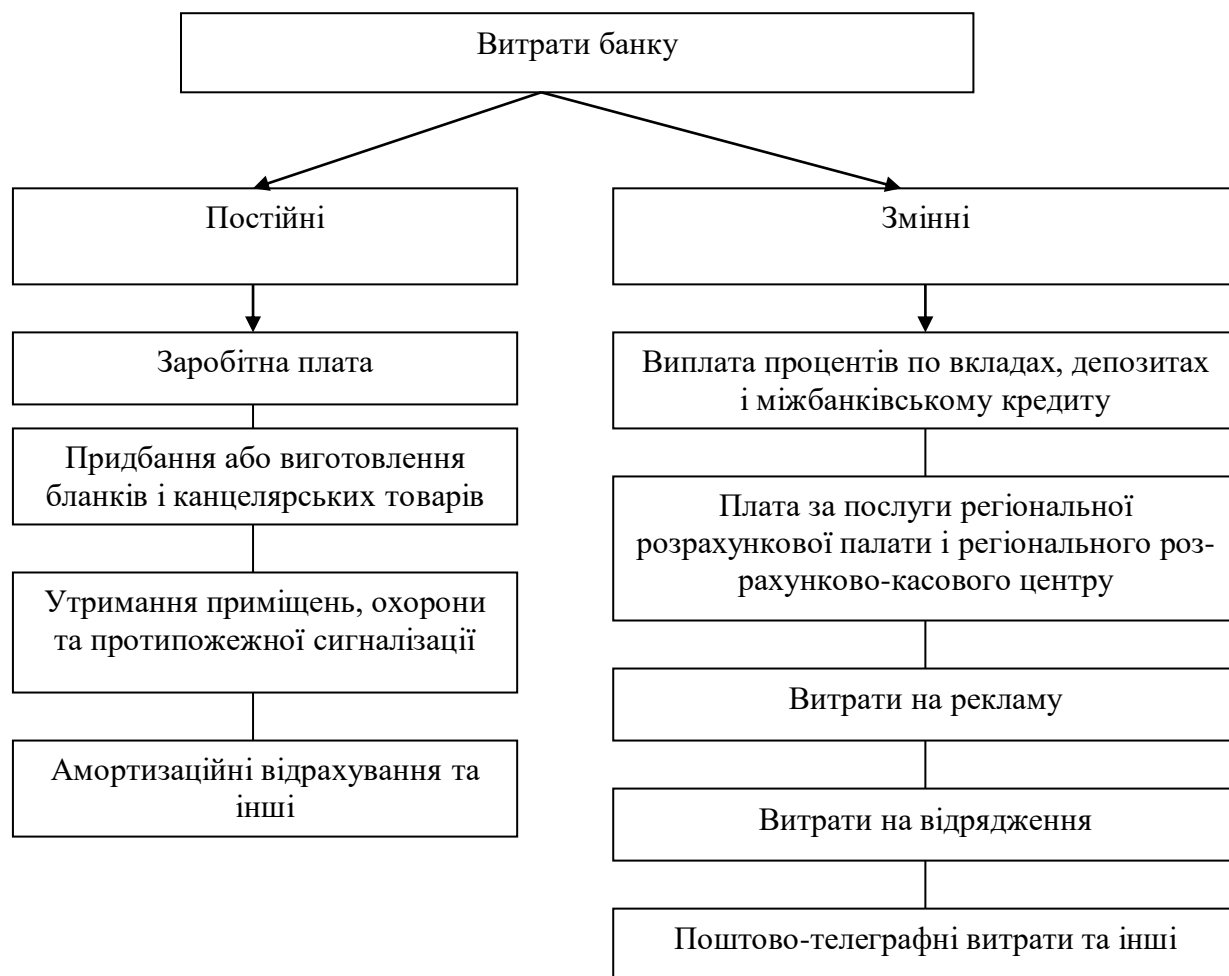 Витрати банку
Постійні
Заробітна плата
Придбання або виготовлення
бланків і канцелярських товарів
Утримання приміщень, охорони
та протипожежної сигналізації
Амортизаційні відрахування та
інші
Змінні
Виплата процентів по вкладах, депозитах
і міжбанківському кредиту
Плата за послуги регіональної
розрахункової палати і регіонального роз-
рахунково-касового центру
Витрати на рекламу
Витрати на відрядження
Поштово-телеграфні витрати та інші